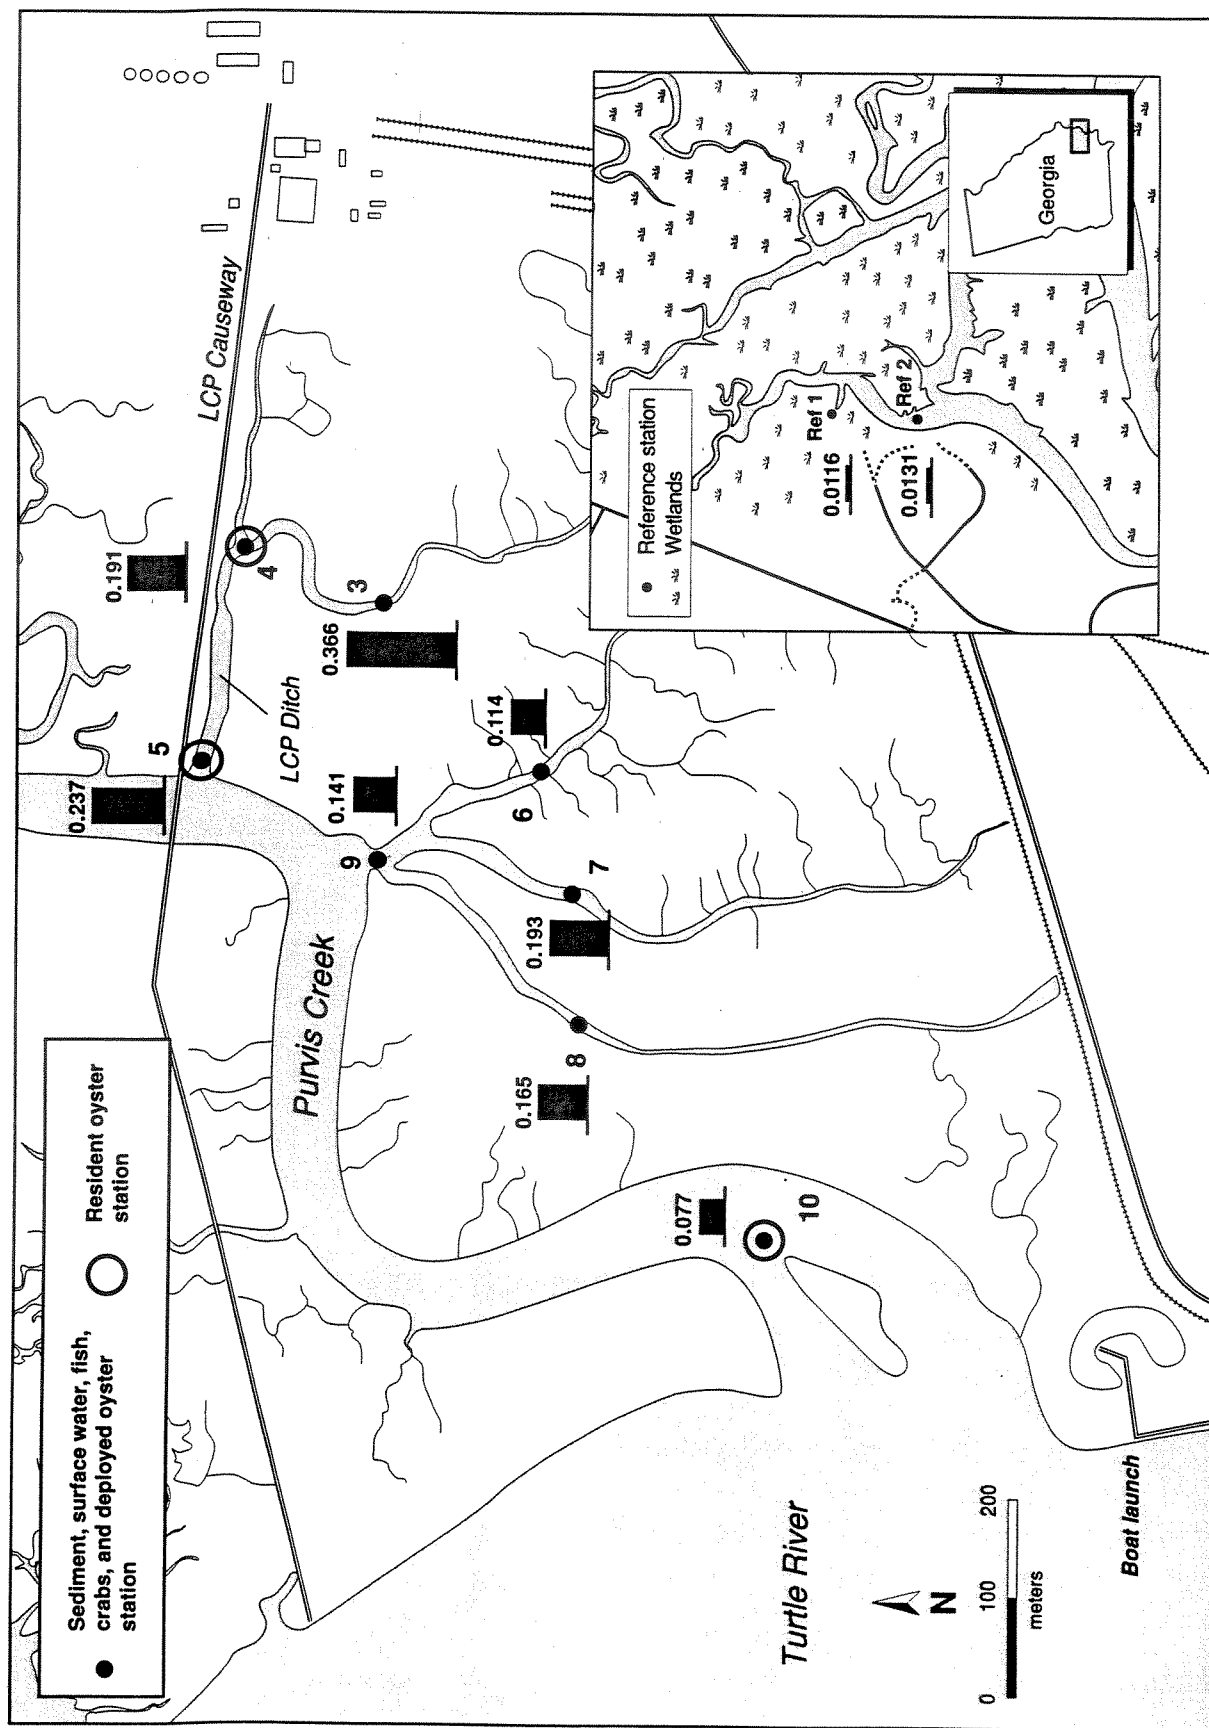 Sediment, surface water, fish,
crabs, and deployed oyster
station
Resident oyster
station
LCP Causeway
0.191
4
0.237
5
LCP Ditch
3
0.366
0.114
6
0.141
9
7
0.193
Purvis Creek
8
0.165
0.077
10
Turtle River
N
0
100
200
meters
Boat launch
Reference station
Wetlands
Ref 1
0.0116
Ref 2
0.0131
Georgia